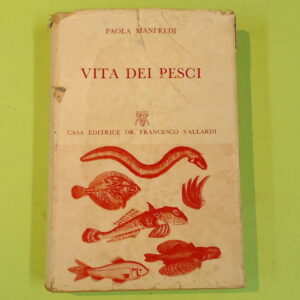 PAOLA MANFREDI
VITA DEI PESCI
CASA EDITRICE DR. FRANCESCO VALLARDI